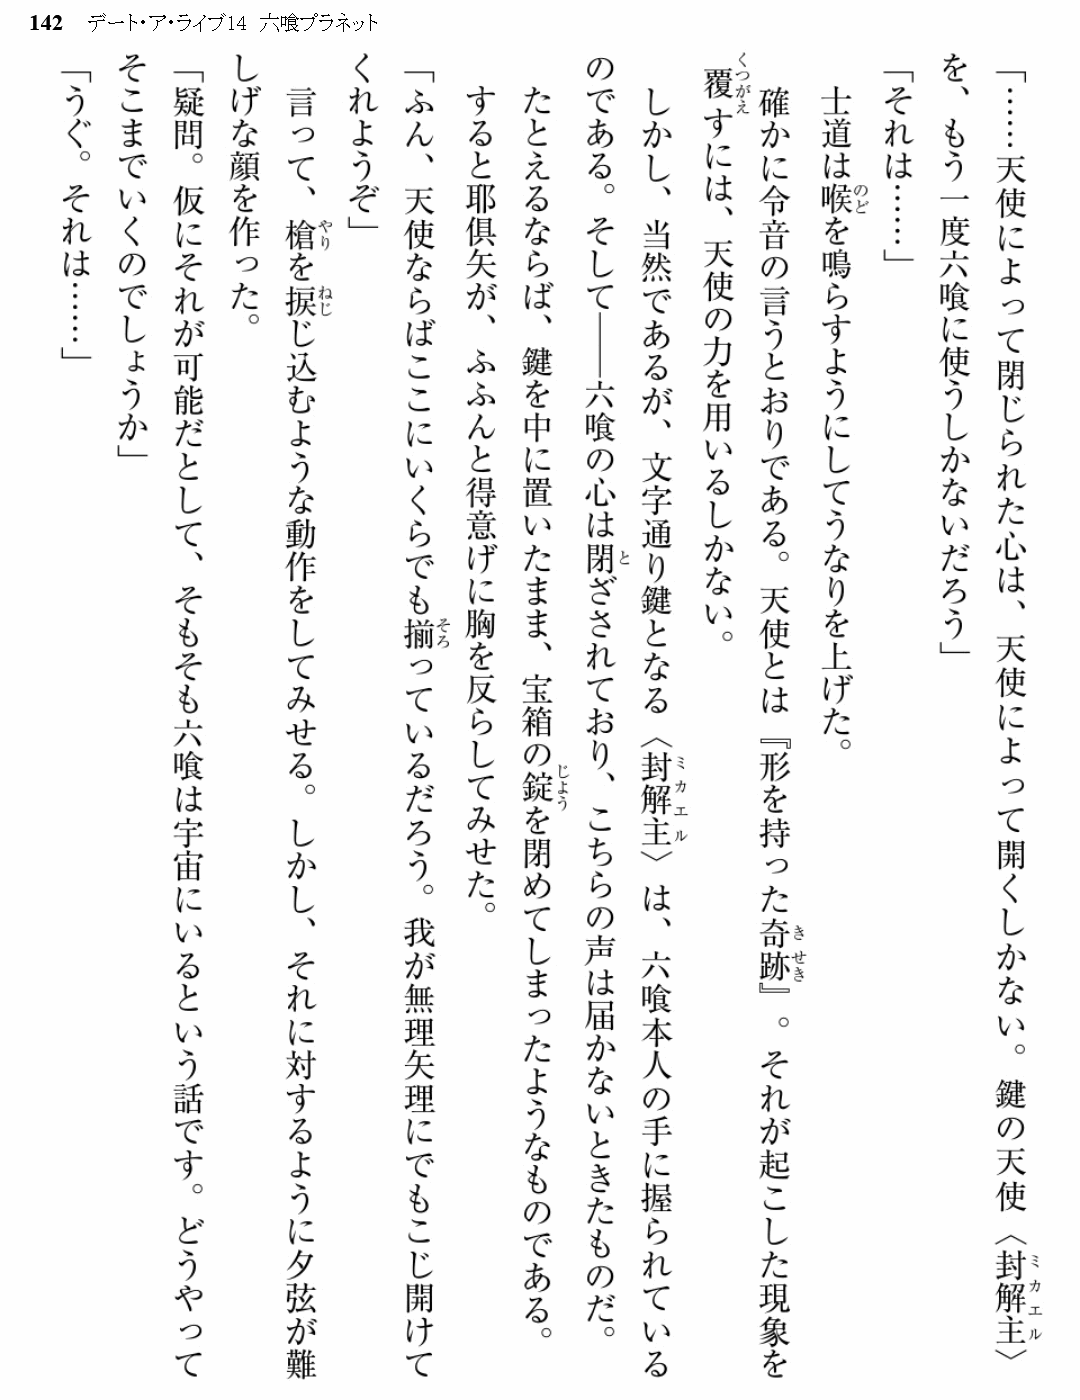 142 デート・ア・ライブ14 六喰プラネット
「……天使によって閉じられた心は、天使によって開くしかない。鍵の天使〈封解主〉
を、もう一度六喰に使うしかないだろう」
「それは……」
士道は喉を鳴らすようにしてうなりを上げた。
確かに令音の言うとおりである。天使とは『形を持った奇跡』。それが起こした現象を
覆すには、天使の力を用いるしかない。
しかし、当然であるが、文字通り鍵となる〈封解主〉は、六喰本人の手に握られている
のである。そして――六喰の心は閉ざされており、こちらの声は届かないときたものだ。
たとえるならば、鍵を中に置いたまま、宝箱の錠を閉めてしまったようなものである。
すると耶倶矢が、ふふんと得意げに胸を反らしてみせた。
「ふん、天使ならばここにいくらでも揃っているだろう。我が無理矢理にでもこじ開けて
くれようぞ」
言って、槍を捩じ込むような動作をしてみせる。しかし、それに対するように夕弦が難
しげな顔を作った。
「疑問。仮にそれが可能だとして、そもそも六喰は宇宙にいるという話です。どうやって
そこまでいくのでしょうか」
「うぐ。それは……」